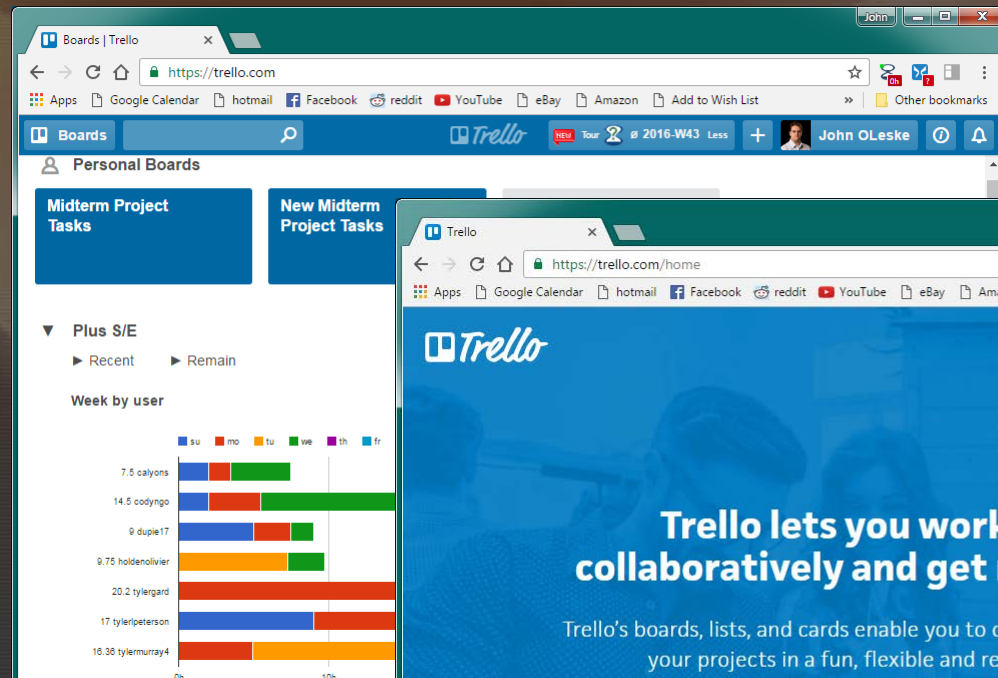 John
Boards | Trello
https://trello.com
Apps Google Calendar hotmail Facebook reddit YouTube eBay Amazon Add to Wish List » Other bookmarks
0h
?
Boards
Trello
NEW Tour ø 2016-W43 Less
+ John OLeske
Personal Boards
Midterm Project
Tasks
New Midterm
Project Tasks
Plus S/E
Recent Remain
Week by user
su mo tu we th fr
7.5 calyons
14.5 codyngo
9 dupie17
9.75 holdenolivier
20.2 tylergard
17 tylerlpeterson
16.36 tylermurray4
0h 10h
Trello
https://trello.com/home
Apps Google Calendar hotmail Facebook reddit YouTube eBay Ama
Trello
Trello lets you work
collaboratively and get
Trello's boards, lists, and cards enable you to
your projects in a fun, flexible and re